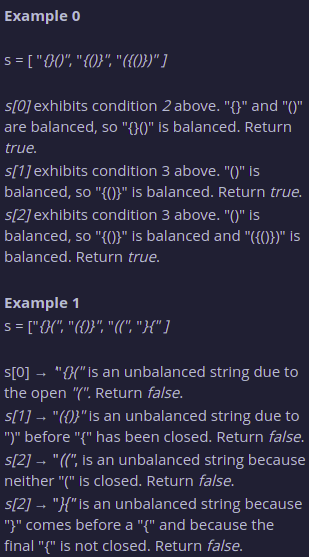 Example 0
s = [ "{}()", "{()}", "({()})" ]
s[0] exhibits condition 2 above. "{}" and "()"
are balanced, so "{}()" is balanced. Return
true.
s[1] exhibits condition 3 above. "()" is
balanced, so "{()}" is balanced. Return true.
s[2] exhibits condition 3 above. "()" is
balanced, so "{()}" is balanced and "({()})" is
balanced. Return true.
Example 1
s = ["{}(", "({)}", "((", "}{" ]
s[0] → '"{}(" is an unbalanced string due to
the open "(". Return false.
s[1] → "({)}" is an unbalanced string due to
")" before "{" has been closed. Return false.
s[2] → "((", is an unbalanced string because
neither "(" is closed. Return false.
s[2] → "}{" is an unbalanced string because
"}" comes before a "{" and because the
final "{" is not closed. Return false.